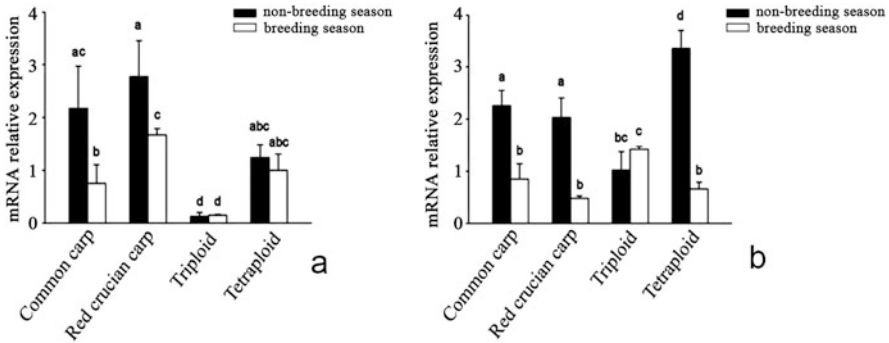 non-breeding season
breeding season
mRNA relative expression
4
3
2
1
0
ac
b
a
c
d
d
abc
abc
Common carp
Red crucian carp
Triploid
Tetraploid
a
non-breeding season
breeding season
mRNA relative expression
4
3
2
1
0
a
b
a
b
bc
c
d
b
Common carp
Red crucian carp
Triploid
Tetraploid
b